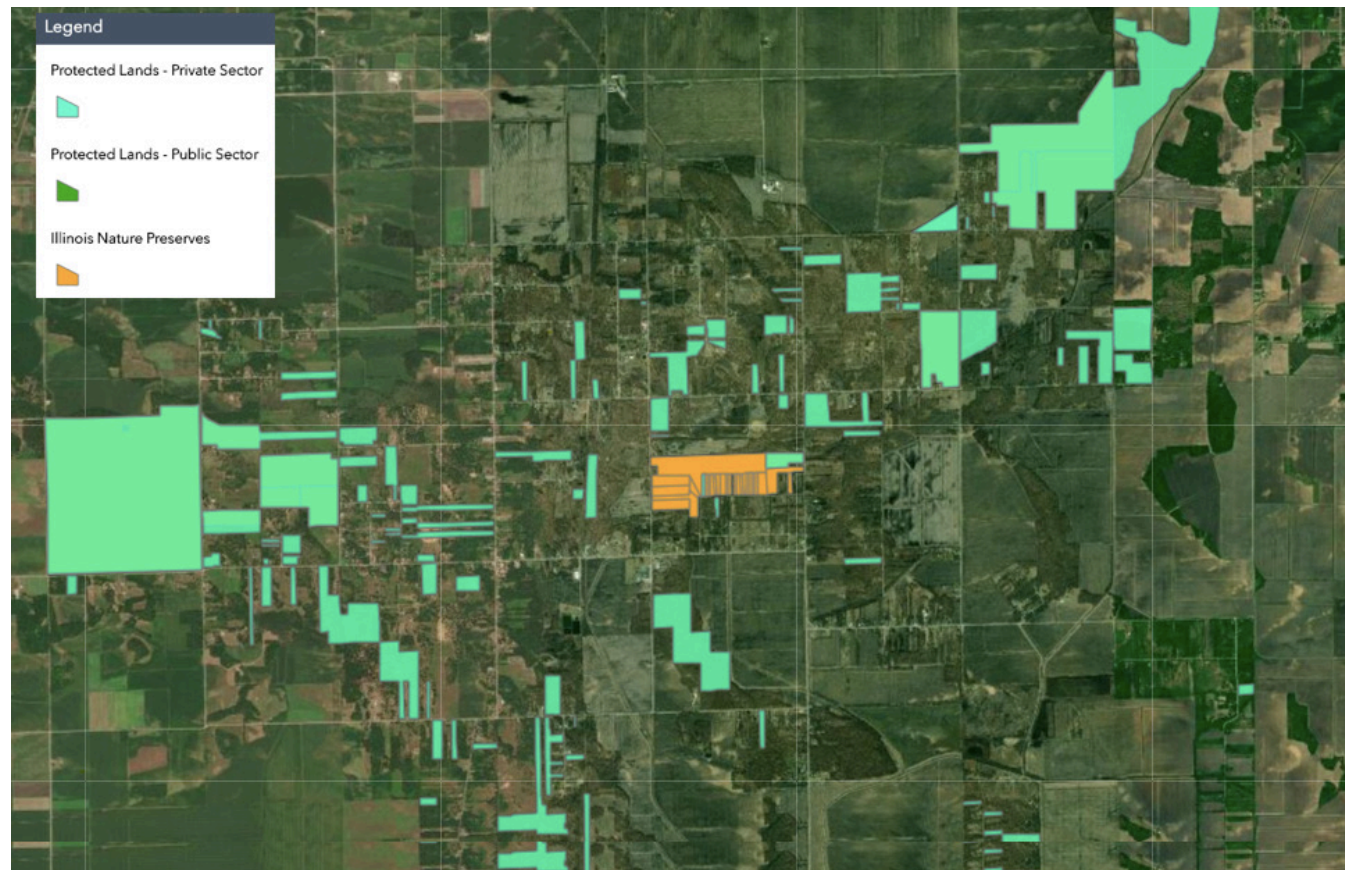 Legend
Protected Lands - Private Sector
Protected Lands - Public Sector
Illinois Nature Preserves